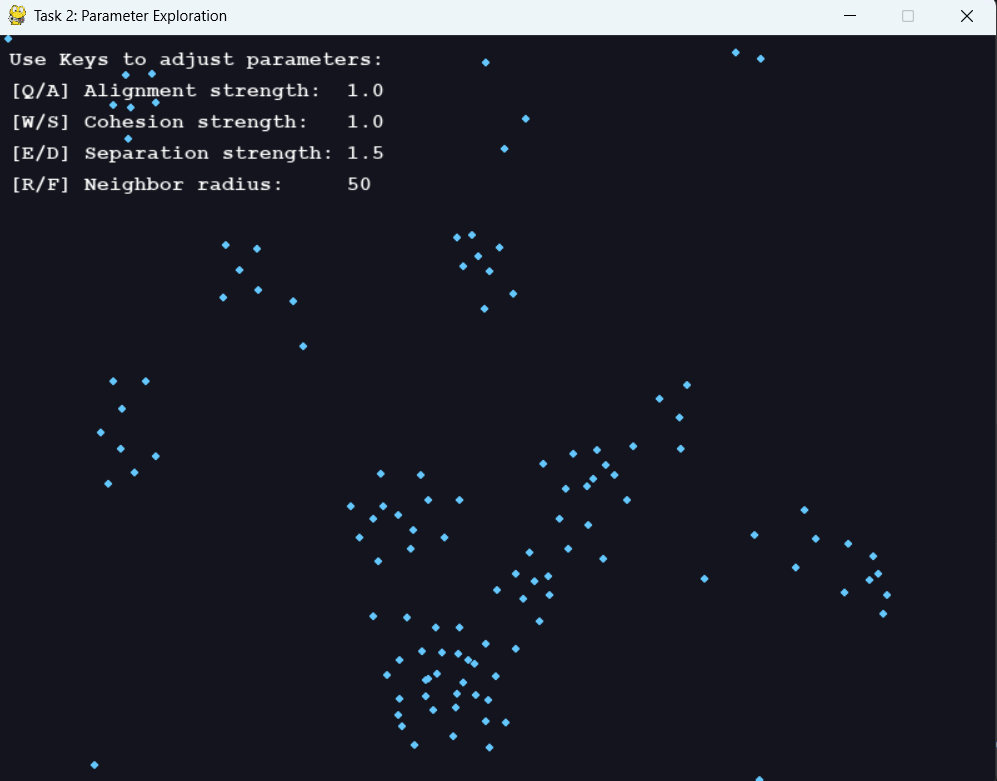 Task 2: Parameter Exploration
Use Keys to adjust parameters:
[Q/A] Alignment strength: 1.0
[W/S] Cohesion strength: 1.0
[E/D] Separation strength: 1.5
[R/F] Neighbor radius: 50